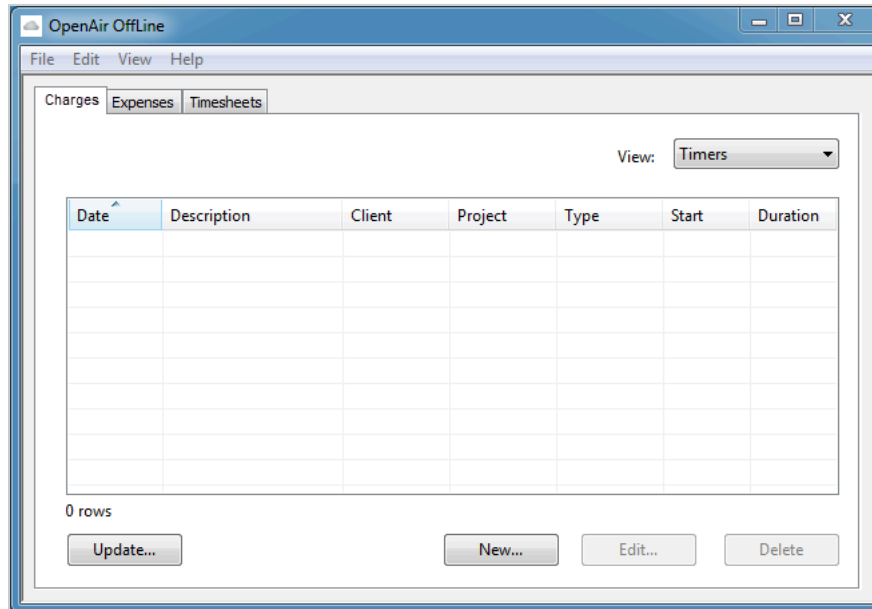 OpenAir OffLine
File Edit View Help
Charges Expenses Timesheets
View: Timers
Date Description Client Project Type Start Duration
0 rows
Update... New... Edit... Delete